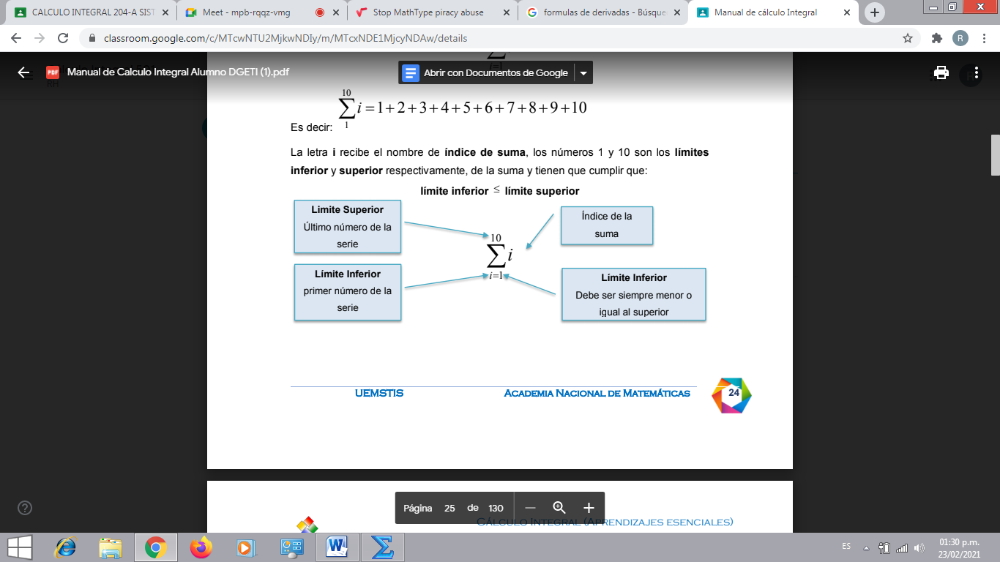 CALCULO INTEGRAL 204-A SIST
Meet - mpb-rqqz-vmg
Stop MathType piracy abuse
formulas de derivadas - Búsque
Manual de cálculo Integral
classroom.google.com/c/MTcwNTU2MjkwNDIy/m/MTcxNDE1MjcyNDAw/details
R
PDF
Manual de Calculo Integral Alumno DGETI (1).pdf
Abrir con Documentos de Google
10
∑ i = 1 + 2 + 3 + 4 + 5 + 6 + 7 + 8 + 9 + 10
1
Es decir:
La letra i recibe el nombre de índice de suma, los números 1 y 10 son los límites
inferior y superior respectivamente, de la suma y tienen que cumplir que:
límite inferior ≤ límite superior
Limite Superior
Último número de la
serie
Índice de la
suma
10
∑ i
i=1
Límite Inferior
primer número de la
serie
Límite Inferior
Debe ser siempre menor o
igual al superior
UEMSTIS
Academia Nacional de Matemáticas
24
Página 25 de 130
Cálculo Integral (Aprendizajes esenciales)
ES
01:30 p.m.
23/02/2021